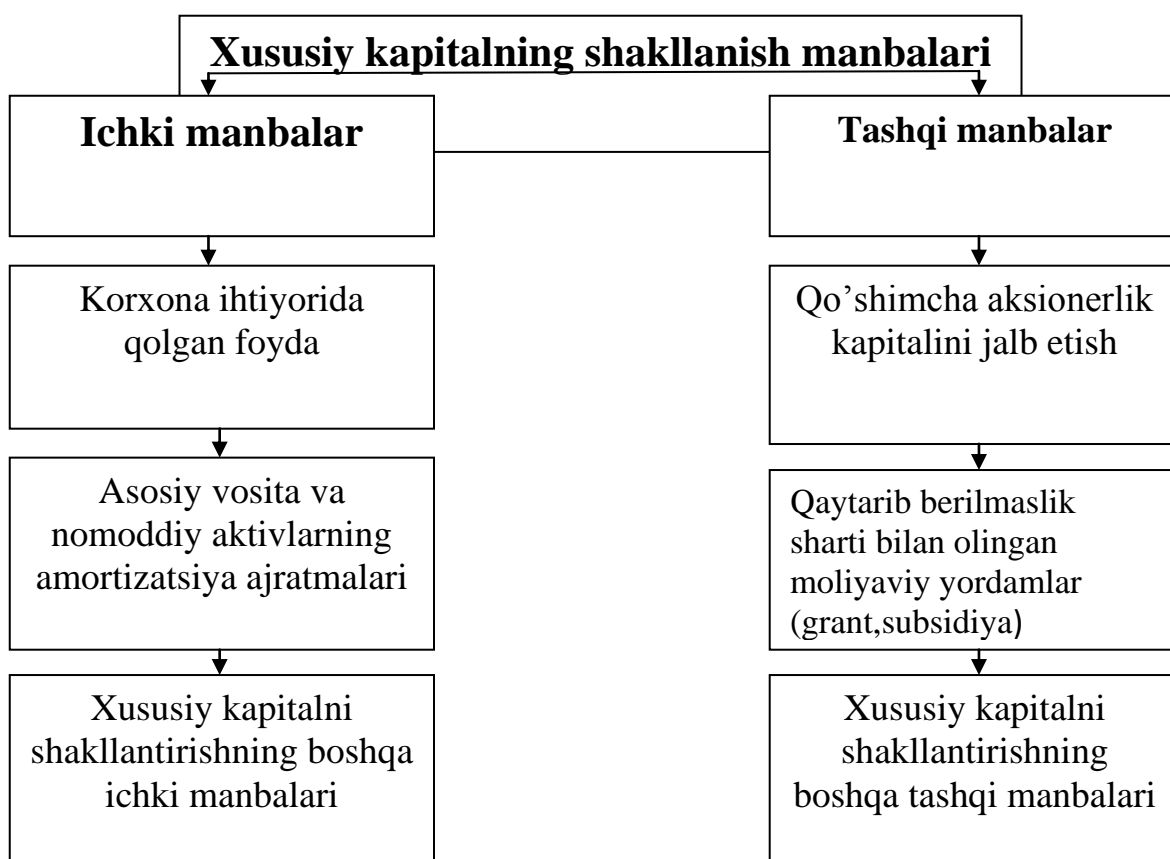 Xususiy kapitalning shakllanish manbalari
Ichki manbalar
Tashqi manbalar
Korxona ihtiyorida
qolgan foyda
Qo’shimcha aksionerlik
kapitalini jalb etish
Asosiy vosita va
nomoddiy aktivlarning
amortizatsiya ajratmalari
Qaytarib berilmaslik
sharti bilan olingan
moliyaviy yordamlar
(grant,subsidiya)
Xususiy kapitalni
shakllantirishning boshqa
ichki manbalari
Xususiy kapitalni
shakllantirishning
boshqa tashqi manbalari